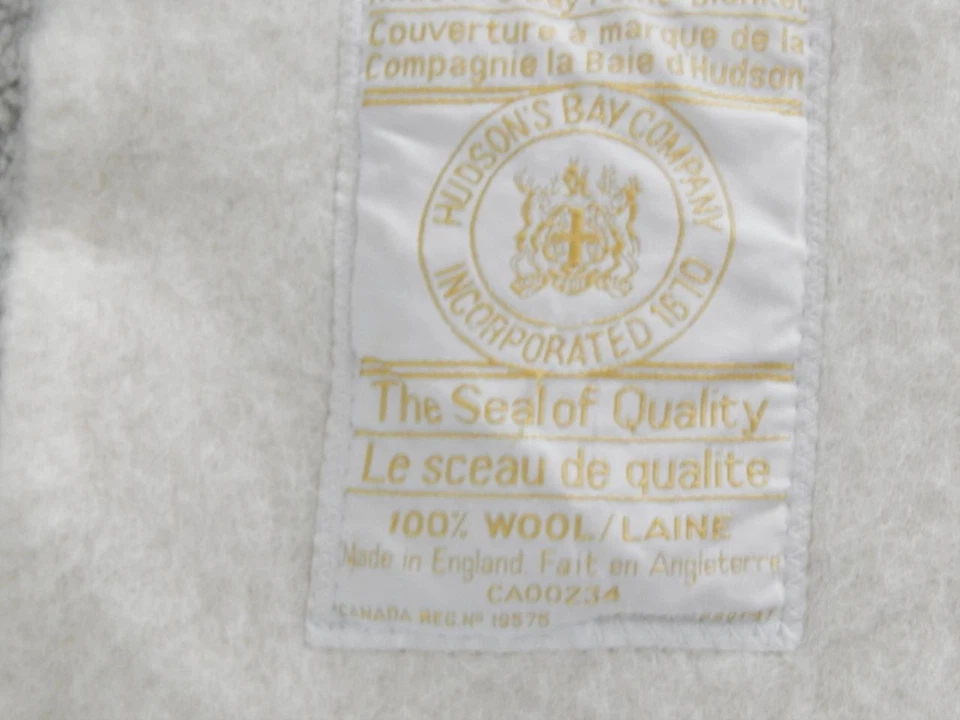 Couverture a marque de la
Compagnie la Baie d'Hudson
HUDSON'S BAY COMPANY
INCORPORATED 1670
The Seal of Quality
Le sceau de qualite
100% WOOL/LAINE
Made in England Fait en Angleterre
CA00234
CANADA REG.Nº 19575